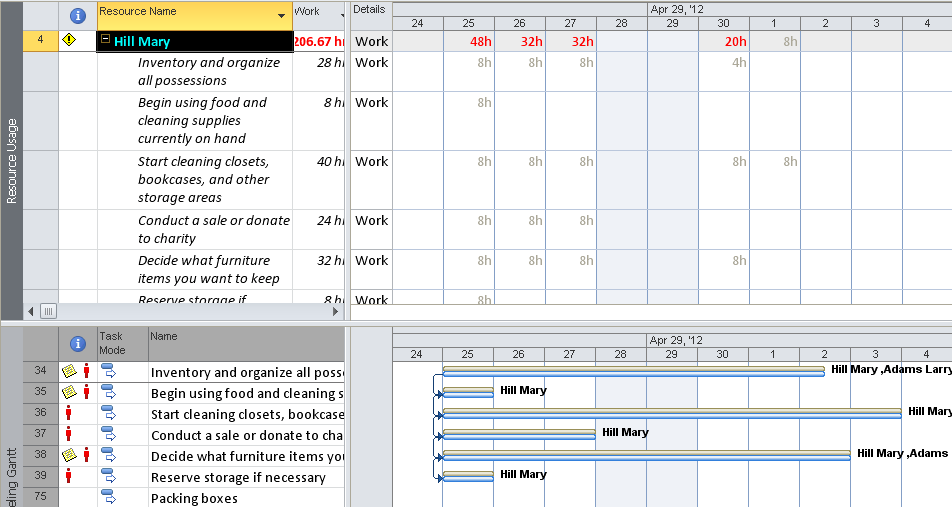 Resource Name Work Details Apr 29, '12
24 25 26 27 28 29 30 1 2 3 4
4 Hill Mary 206.67 hr Work 48h 32h 32h 20h 8h
Inventory and organize 28 hr Work 8h 8h 8h 4h
all possessions
Begin using food and 8 hr Work 8h
cleaning supplies
currently on hand
Start cleaning closets, 40 hr Work 8h 8h 8h 8h 8h
bookcases, and other
storage areas
Conduct a sale or donate 24 hr Work 8h 8h 8h
to charity
Decide what furniture 32 hr Work 8h 8h 8h 8h
items you want to keep
Reserve storage if 8 hr Work 8h
Resource Usage
Task Name Apr 29, '12
Mode 24 25 26 27 28 29 30 1 2 3 4
34 Inventory and organize all posse Hill Mary ,Adams Larry
35 Begin using food and cleaning s Hill Mary
36 Start cleaning closets, bookcase Hill Mary
37 Conduct a sale or donate to cha Hill Mary
38 Decide what furniture items you Hill Mary ,Adams
39 Reserve storage if necessary Hill Mary
75 Packing boxes
eling Gantt